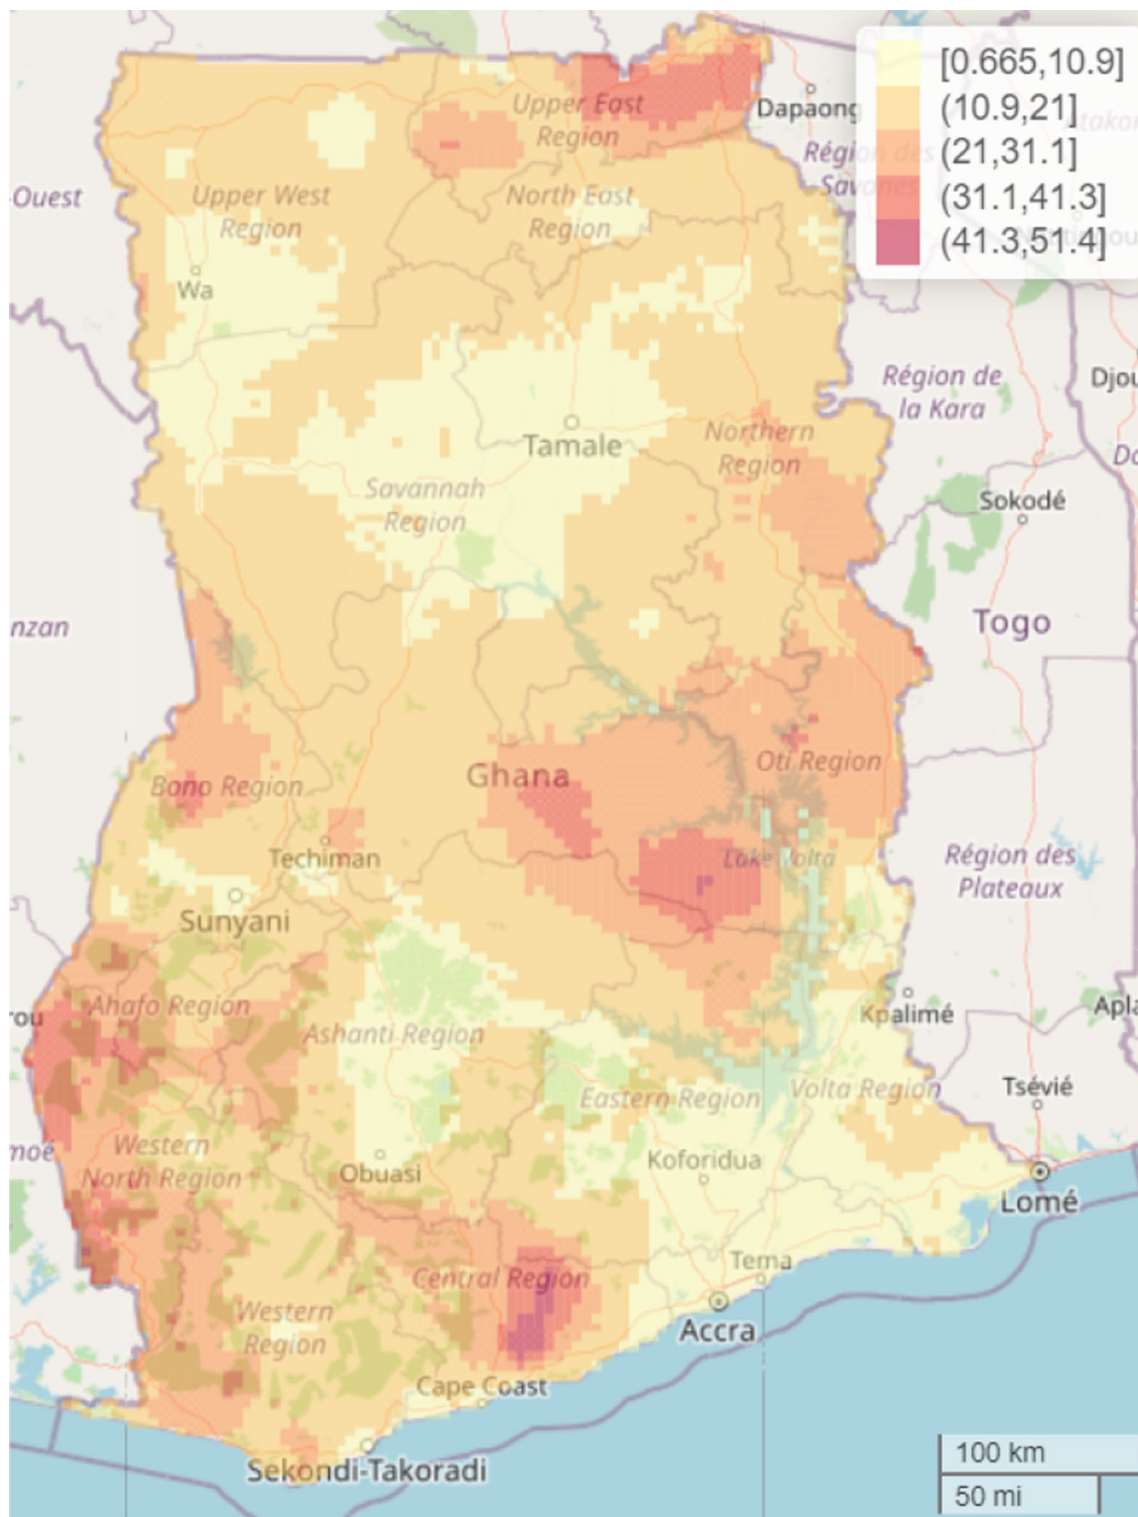 [0.665,10.9]
(10.9,21]
(21,31.1]
(31.1,41.3]
(41.3,51.4]
Upper East
Region
Dapaong
Région des
Savanes
-Ouest
Upper West
Region
North East
Region
Wa
Région de
la Kara
Tamale
Northern
Region
Savannah
Region
Sokodé
Togo
nzan
Ghana
Oti Region
Bono Region
Techiman
Lake Volta
Région des
Plateaux
Sunyani
Ahafo Region
Ashanti Region
Kpalimé
Eastern Region
Volta Region
Tsévié
Western
North Region
Obuasi
Koforidua
Lomé
Tema
Central Region
Western
Region
Accra
Cape Coast
Sekondi-Takoradi
100 km
50 mi